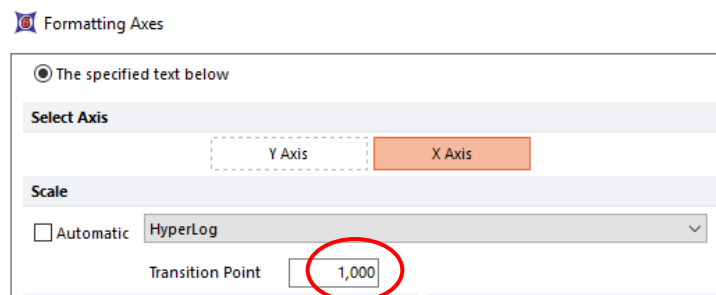 Formatting Axes
The specified text below
Select Axis
Y Axis X Axis
Scale
Automatic HyperLog
Transition Point 1,000